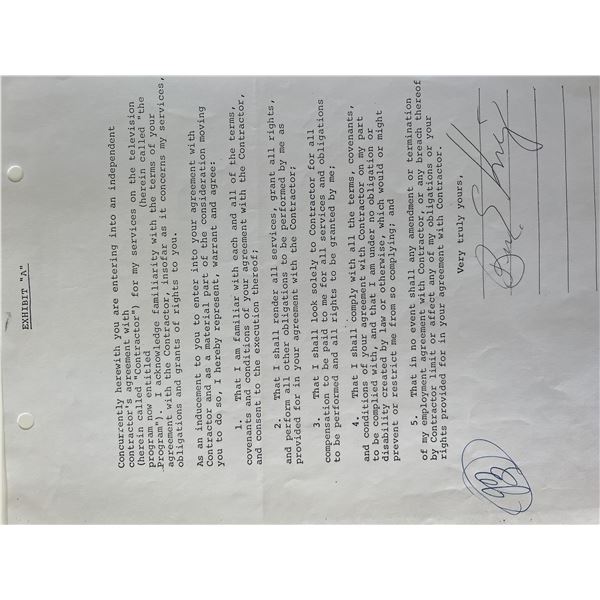 EXHIBIT "A"
Concurrently herewith you are entering into an independent
contractor's agreement with
(herein called "Contractor") for my services on the television
program now entitled (herein called "the
Program"). I acknowledge familiarity with the terms of your
agreement with the Contractor, insofar as it concerns my services,
obligations and grants of rights to you.
As an inducement to you to enter into your agreement with
Contractor and as a material part of the consideration moving
you to do so, I hereby represent, warrant and agree:
1. That I am familiar with each and all of the terms,
covenants and conditions of your agreement with the Contractor,
and consent to the execution thereof;
2. That I shall render all services, grant all rights,
and perform all other obligations to be performed by me as
provided for in your agreement with the Contractor;
3. That I shall look solely to Contractor for all
compensation to be paid to me for all services and obligations
to be performed and all rights to be granted by me;
4. That I shall comply with all the terms, covenants,
and conditions of your agreement with Contractor on my part
to be complied with, and that I am under no obligation or
disability created by law or otherwise, which would or might
prevent or restrict me from so complying; and
5. That in no event shall any amendment or termination
of my employment agreement with Contractor, or any breach thereof
by Contractor limit or affect any of my obligations or your
rights provided for in your agreement with Contractor.
Very truly yours,